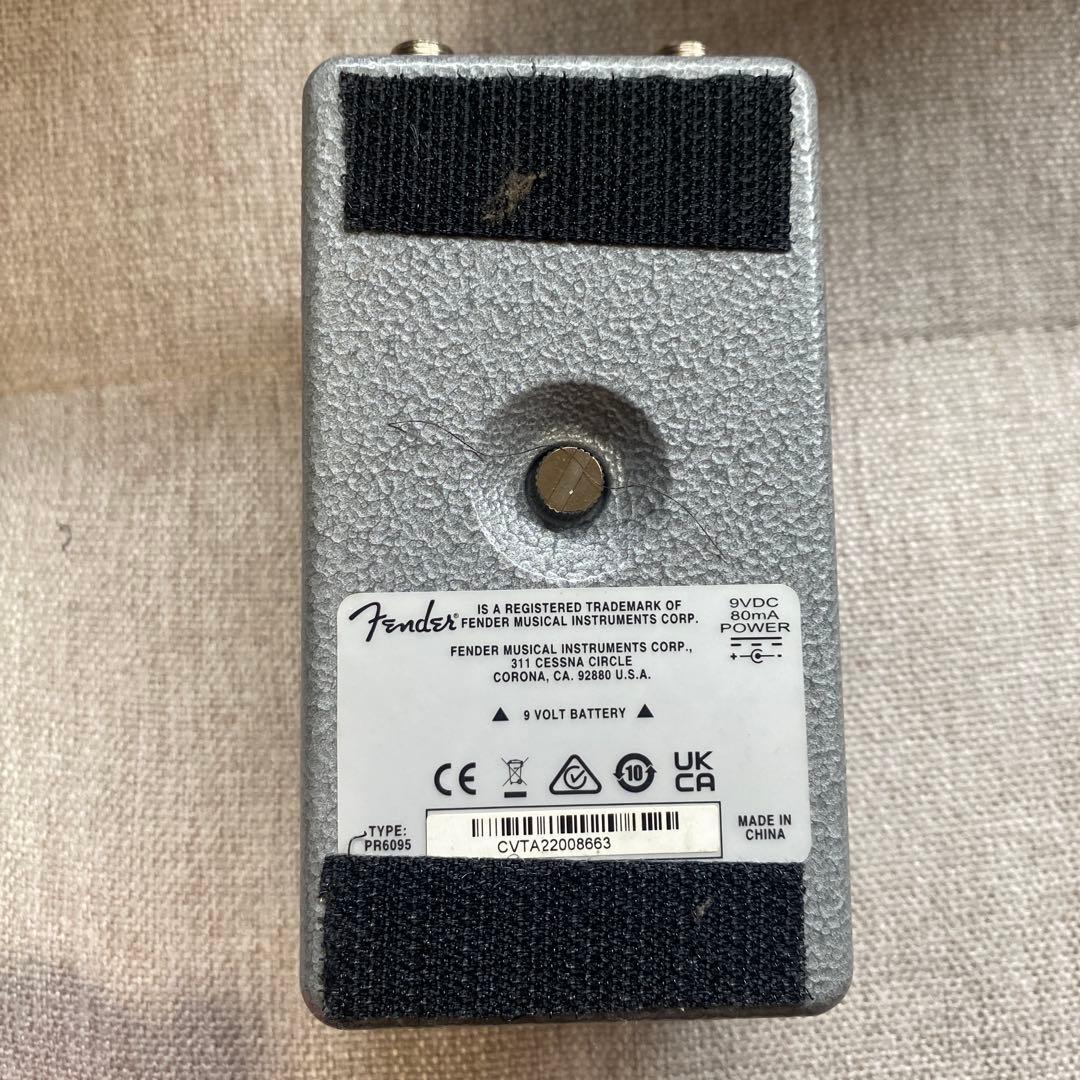 Fender® IS A REGISTERED TRADEMARK OF
FENDER MUSICAL INSTRUMENTS CORP.
FENDER MUSICAL INSTRUMENTS CORP.,
311 CESSNA CIRCLE
CORONA, CA. 92880 U.S.A.
9VDC
80mA
POWER
▲ 9 VOLT BATTERY ▲
CE 10 UK
CA
TYPE:
PR6095
CVTA22008663
MADE IN
CHINA